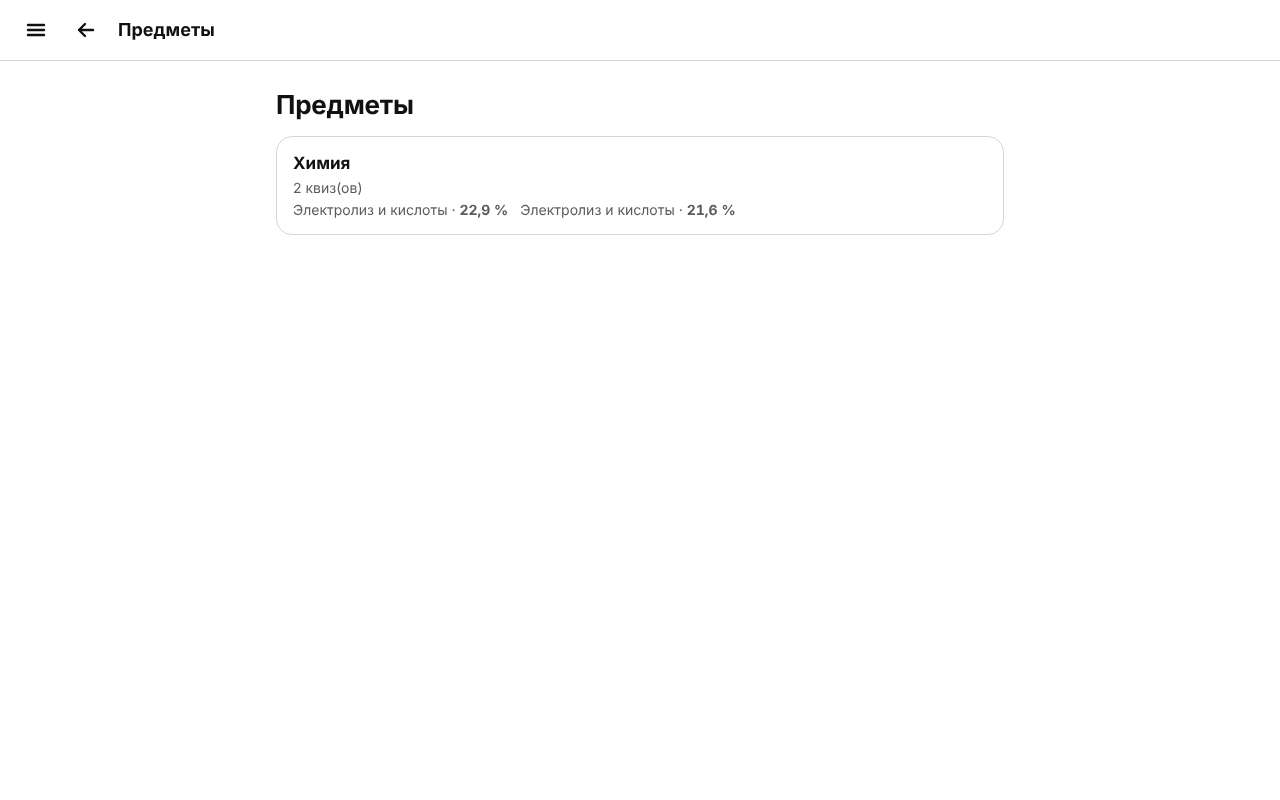 Предметы
Предметы
Химия
2 квиз(ов)
Электролиз и кислоты · 22,9 % Электролиз и кислоты · 21,6 %